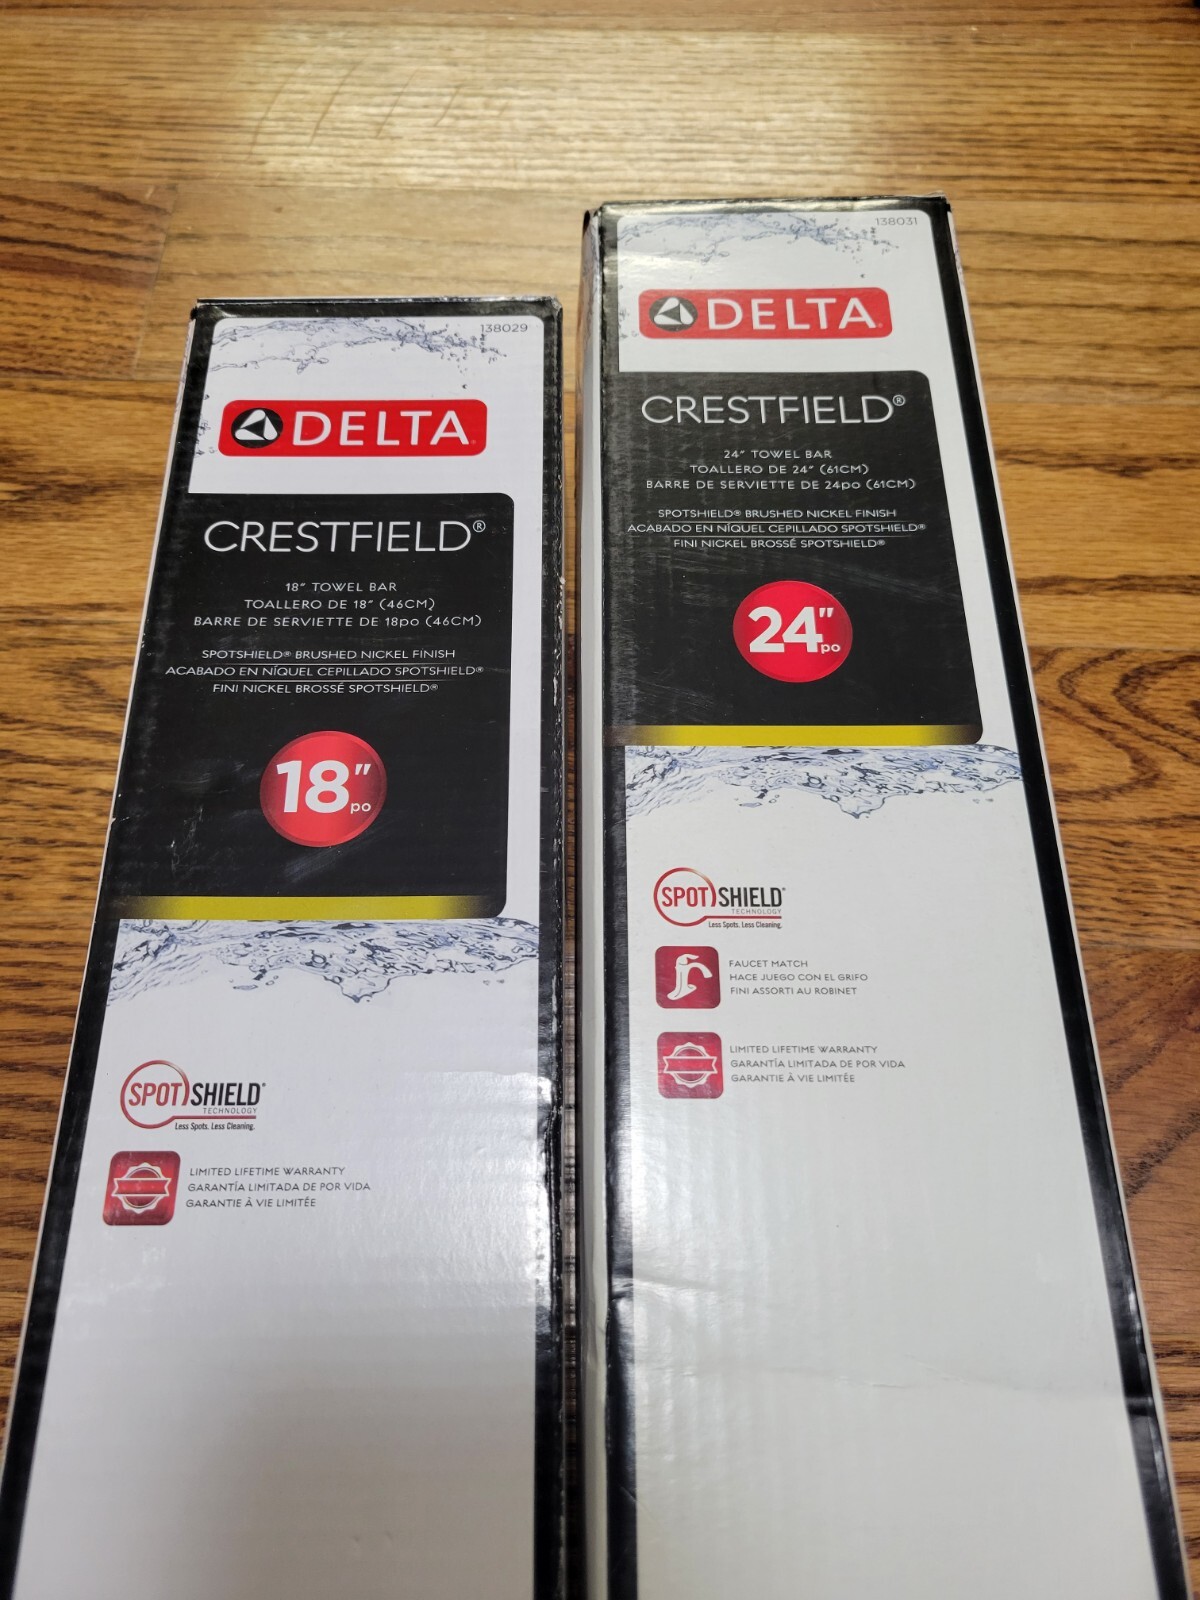 138029
DELTA
CRESTFIELD®
18" TOWEL BAR
TOALLERO DE 18" (46CM)
BARRE DE SERVIETTE DE 18po (46CM)
SPOTSHIELD® BRUSHED NICKEL FINISH
ACABADO EN NÍQUEL CEPILLADO SPOTSHIELD®
FINI NICKEL BROSSÉ SPOTSHIELD®
18"
po
SPOTSHIELD®
TECHNOLOGY
Less Spots. Less Cleaning.
LIMITED LIFETIME WARRANTY
GARANTÍA LIMITADA DE POR VIDA
GARANTIE À VIE LIMITÉE
138031
DELTA
CRESTFIELD®
24" TOWEL BAR
TOALLERO DE 24" (61CM)
BARRE DE SERVIETTE DE 24po (61CM)
SPOTSHIELD® BRUSHED NICKEL FINISH
ACABADO EN NÍQUEL CEPILLADO SPOTSHIELD®
FINI NICKEL BROSSÉ SPOTSHIELD®
24"
po
SPOTSHIELD®
TECHNOLOGY
Less Spots. Less Cleaning.
FAUCET MATCH
HACE JUEGO CON EL GRIFO
FINI ASSORTI AU ROBINET
LIMITED LIFETIME WARRANTY
GARANTÍA LIMITADA DE POR VIDA
GARANTIE À VIE LIMITÉE